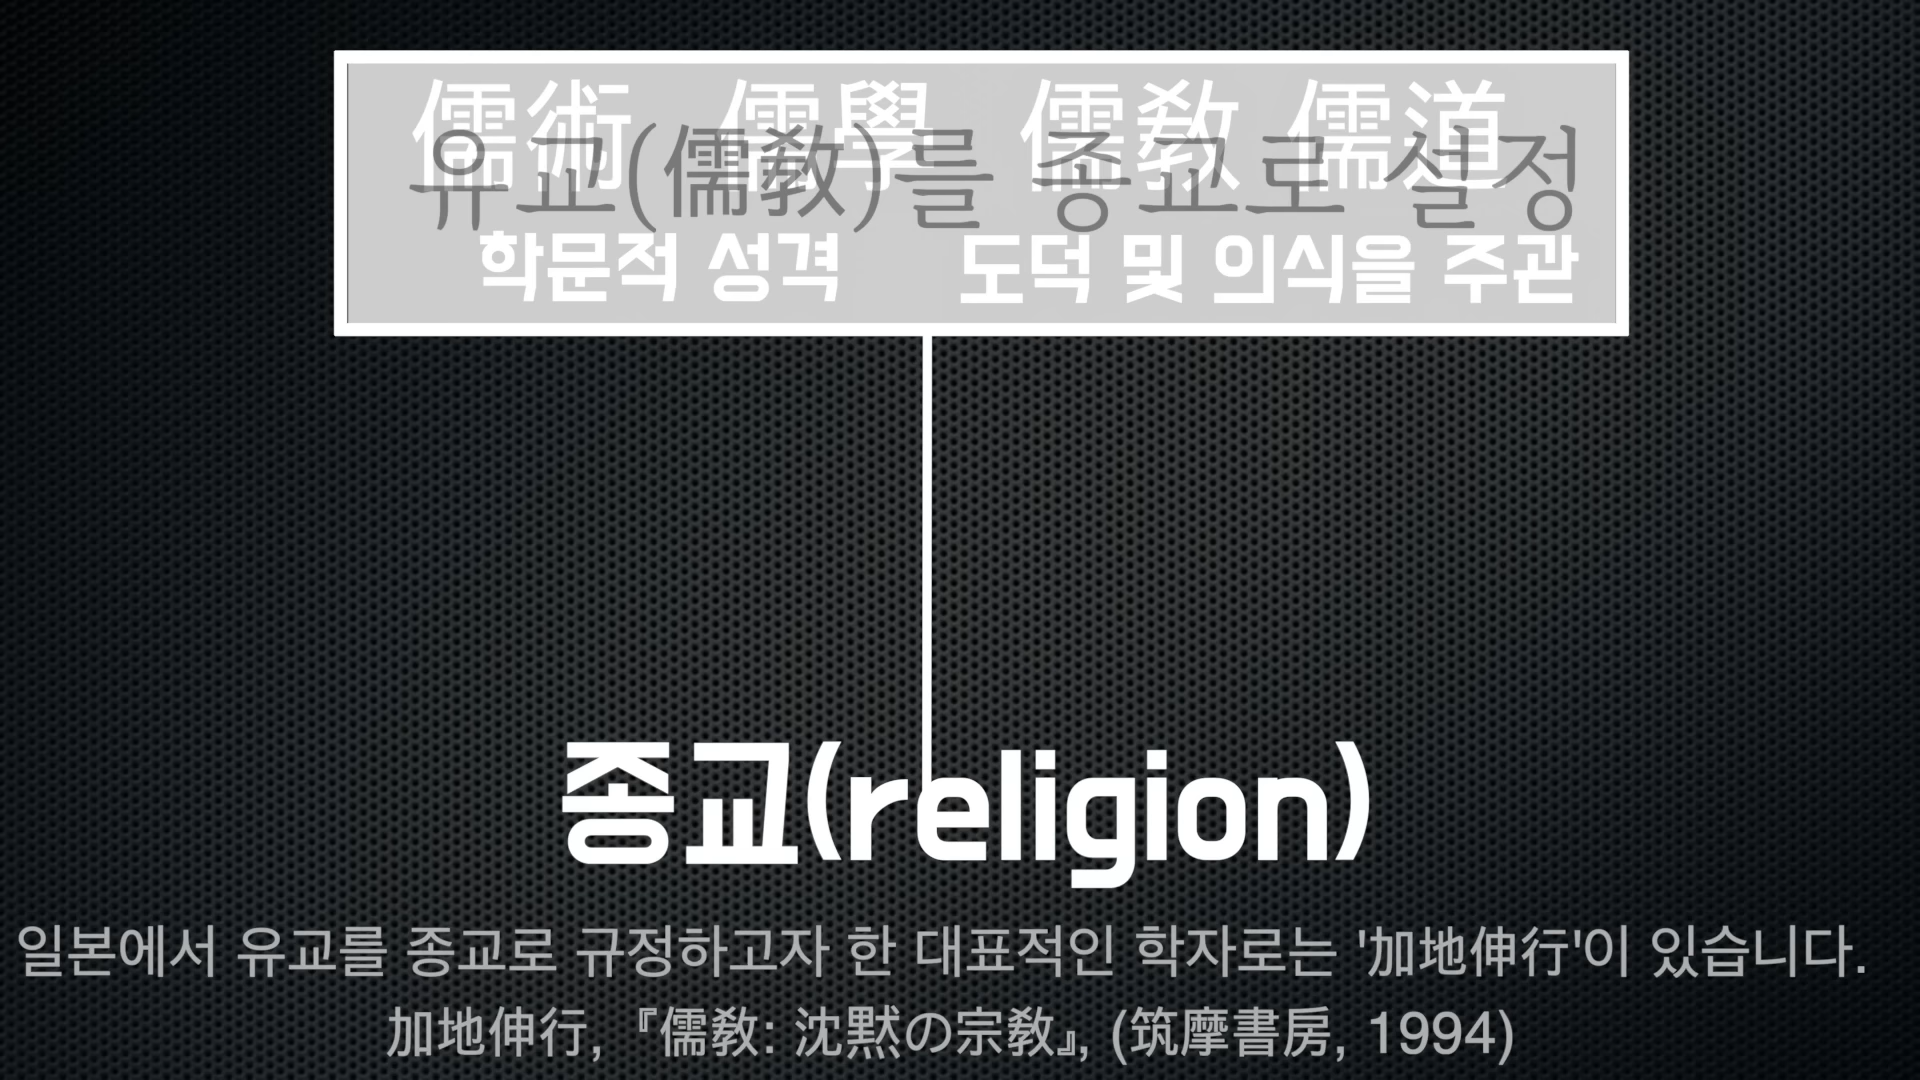 儒術 儒學 儒敎 儒道
유교(儒敎)를 종교로 설정
학문적 성격 도덕 및 의식을 주관
종교(religion)
일본에서 유교를 종교로 규정하고자 한 대표적인 학자로는 '加地伸行'이 있습니다.
加地伸行, 『儒敎: 沈黙の宗敎』, (筑摩書房, 1994)